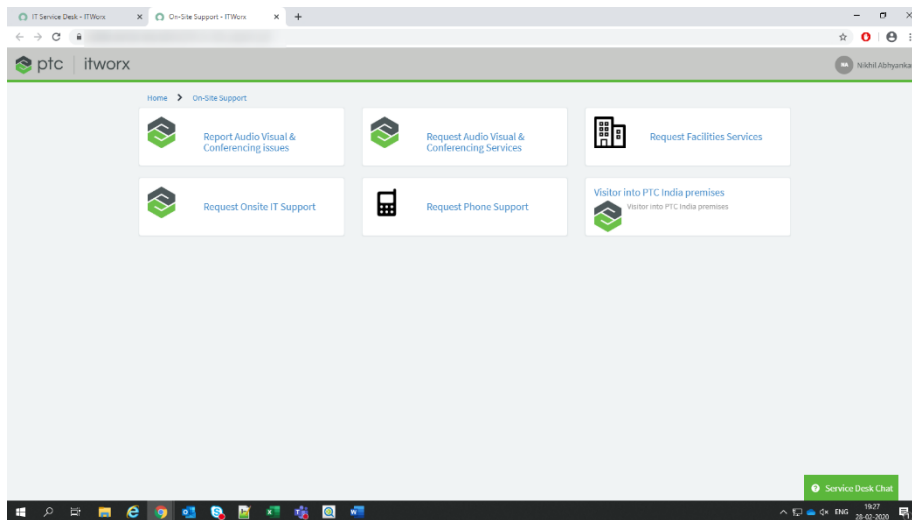 IT Service Desk - ITWorx
On-Site Support - ITWorx
ptc itworx
NA
Nikhil Abhyanka
Home > On-Site Support
Report Audio Visual &
Conferencing issues
Request Audio Visual &
Conferencing Services
Request Facilities Services
Request Onsite IT Support
Request Phone Support
Visitor into PTC India premises
Visitor into PTC India premises
Service Desk Chat
ENG
19:27
28-02-2020